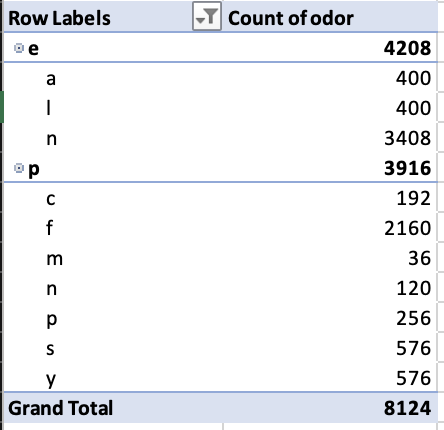 Row Labels Count of odor
e 4208
a 400
l 400
n 3408
p 3916
c 192
f 2160
m 36
n 120
p 256
s 576
y 576
Grand Total 8124